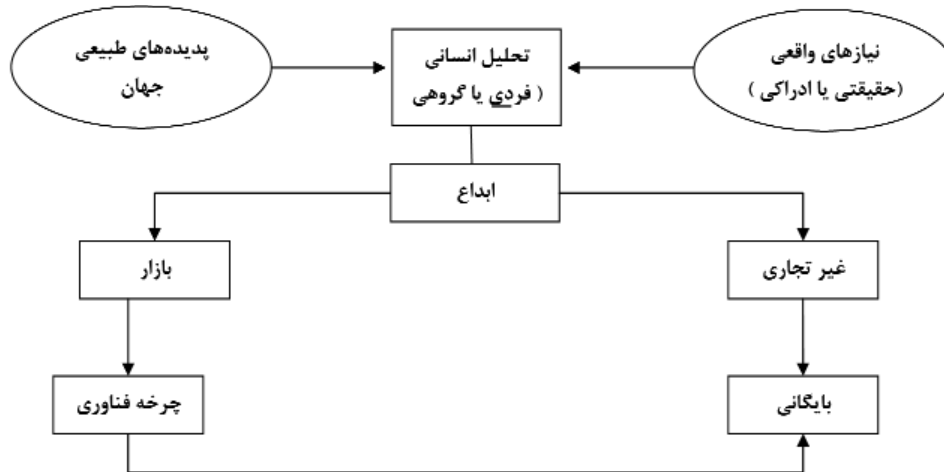 نیازهای واقعی
(حقیقتی یا ادراکی )
تحلیل انسانی
( فردی یا گروهی
پدیده‌های طبیعی
جهان
ابداع
غیر تجاری
بازار
بایگانی
چرخه فناوری